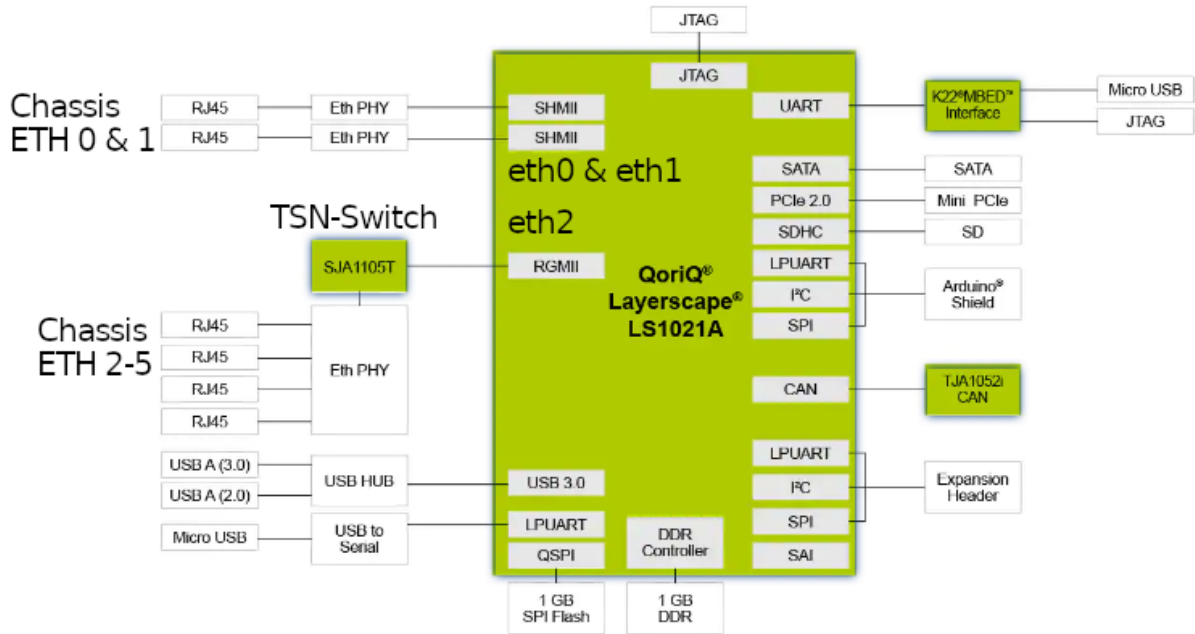 JTAG
JTAG
Chassis
ETH 0 & 1
RJ45
Eth PHY
SHMII
RJ45
Eth PHY
SHMII
eth0 & eth1
TSN-Switch
eth2
SJA1105T
RGMII
QorIQ®
Layerscape®
LS1021A
Chassis
ETH 2-5
RJ45
RJ45
RJ45
RJ45
Eth PHY
USB A (3.0)
USB A (2.0)
USB HUB
USB 3.0
Micro USB
USB to
Serial
LPUART
QSPI
1 GB
SPI Flash
DDR
Controller
1 GB
DDR
UART
K22®MBED™
Interface
Micro USB
JTAG
SATA
SATA
PCIe 2.0
Mini PCIe
SDHC
SD
LPUART
I²C
SPI
Arduino®
Shield
CAN
TJA1052i
CAN
LPUART
I²C
SPI
Expansion
Header
SAI